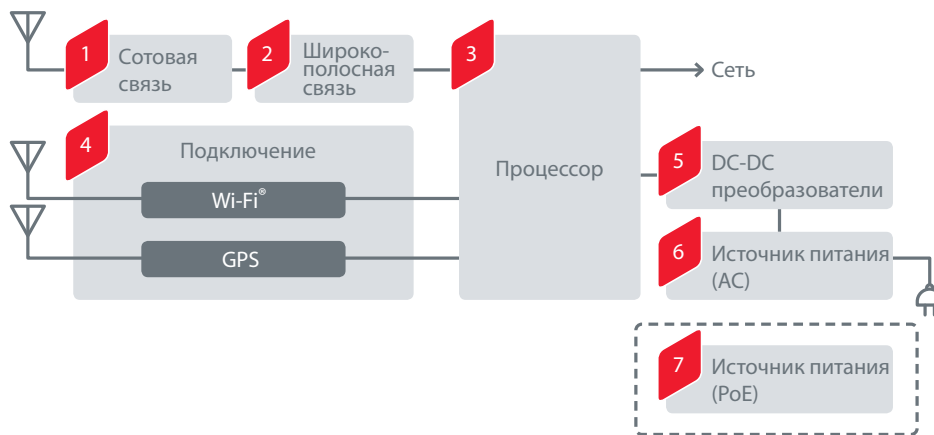 1
Сотовая
связь
2
Широко-
полосная
связь
3
Процессор
Сеть
4
Подключение
Wi-Fi®
GPS
5
DC-DC
преобразователи
6
Источник питания
(AC)
7
Источник питания
(PoE)